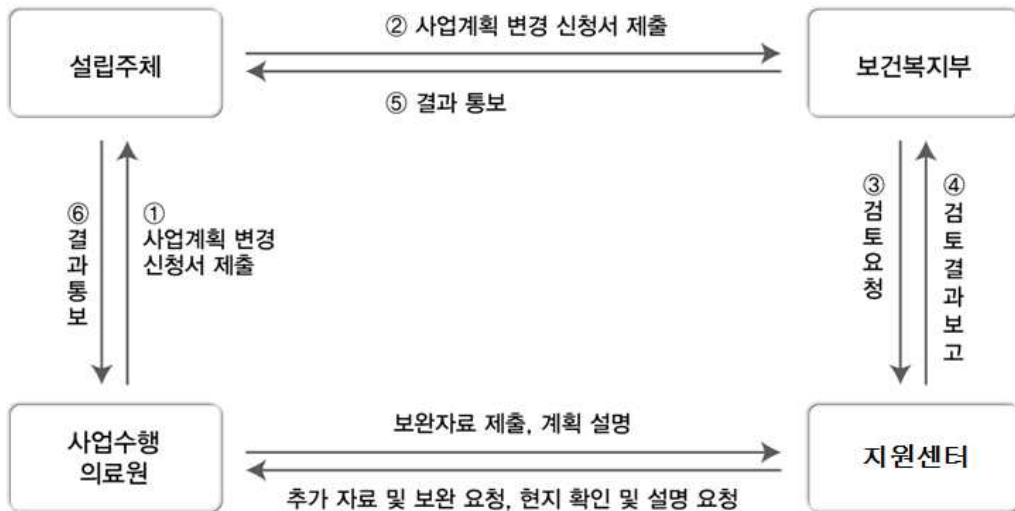 ② 사업계획 변경 신청서 제출
설립주체
보건복지부
⑤ 결과 통보
⑥
결
과
통
보
①
사업계획 변경
신청서 제출
③
검
토
요
청
④
검
토
결
과
보
고
사업수행
의료원
보완자료 제출, 계획 설명
지원센터
추가 자료 및 보완 요청, 현지 확인 및 설명 요청